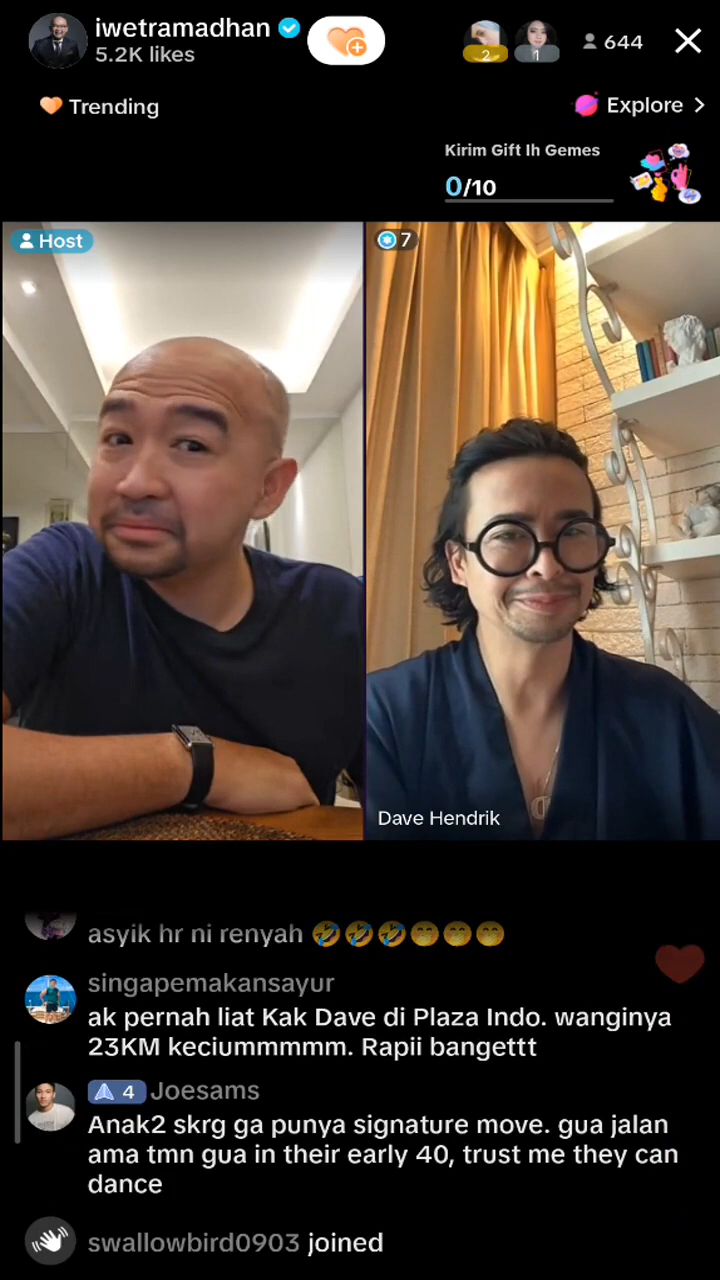 iwetramadhan
5.2K likes
2
1
644
Trending
Explore
Kirim Gift Ih Gemes
0/10
Host
7
Dave Hendrik
asyik hr ni renyah 🤣🤣🤣🤭🤭🤭
singapemakansayur
ak pernah liat Kak Dave di Plaza Indo. wanginya
23KM keciummmmm. Rapii bangettt
4 Joesams
Anak2 skrg ga punya signature move. gua jalan
ama tmn gua in their early 40, trust me they can
dance
swallowbird0903 joined